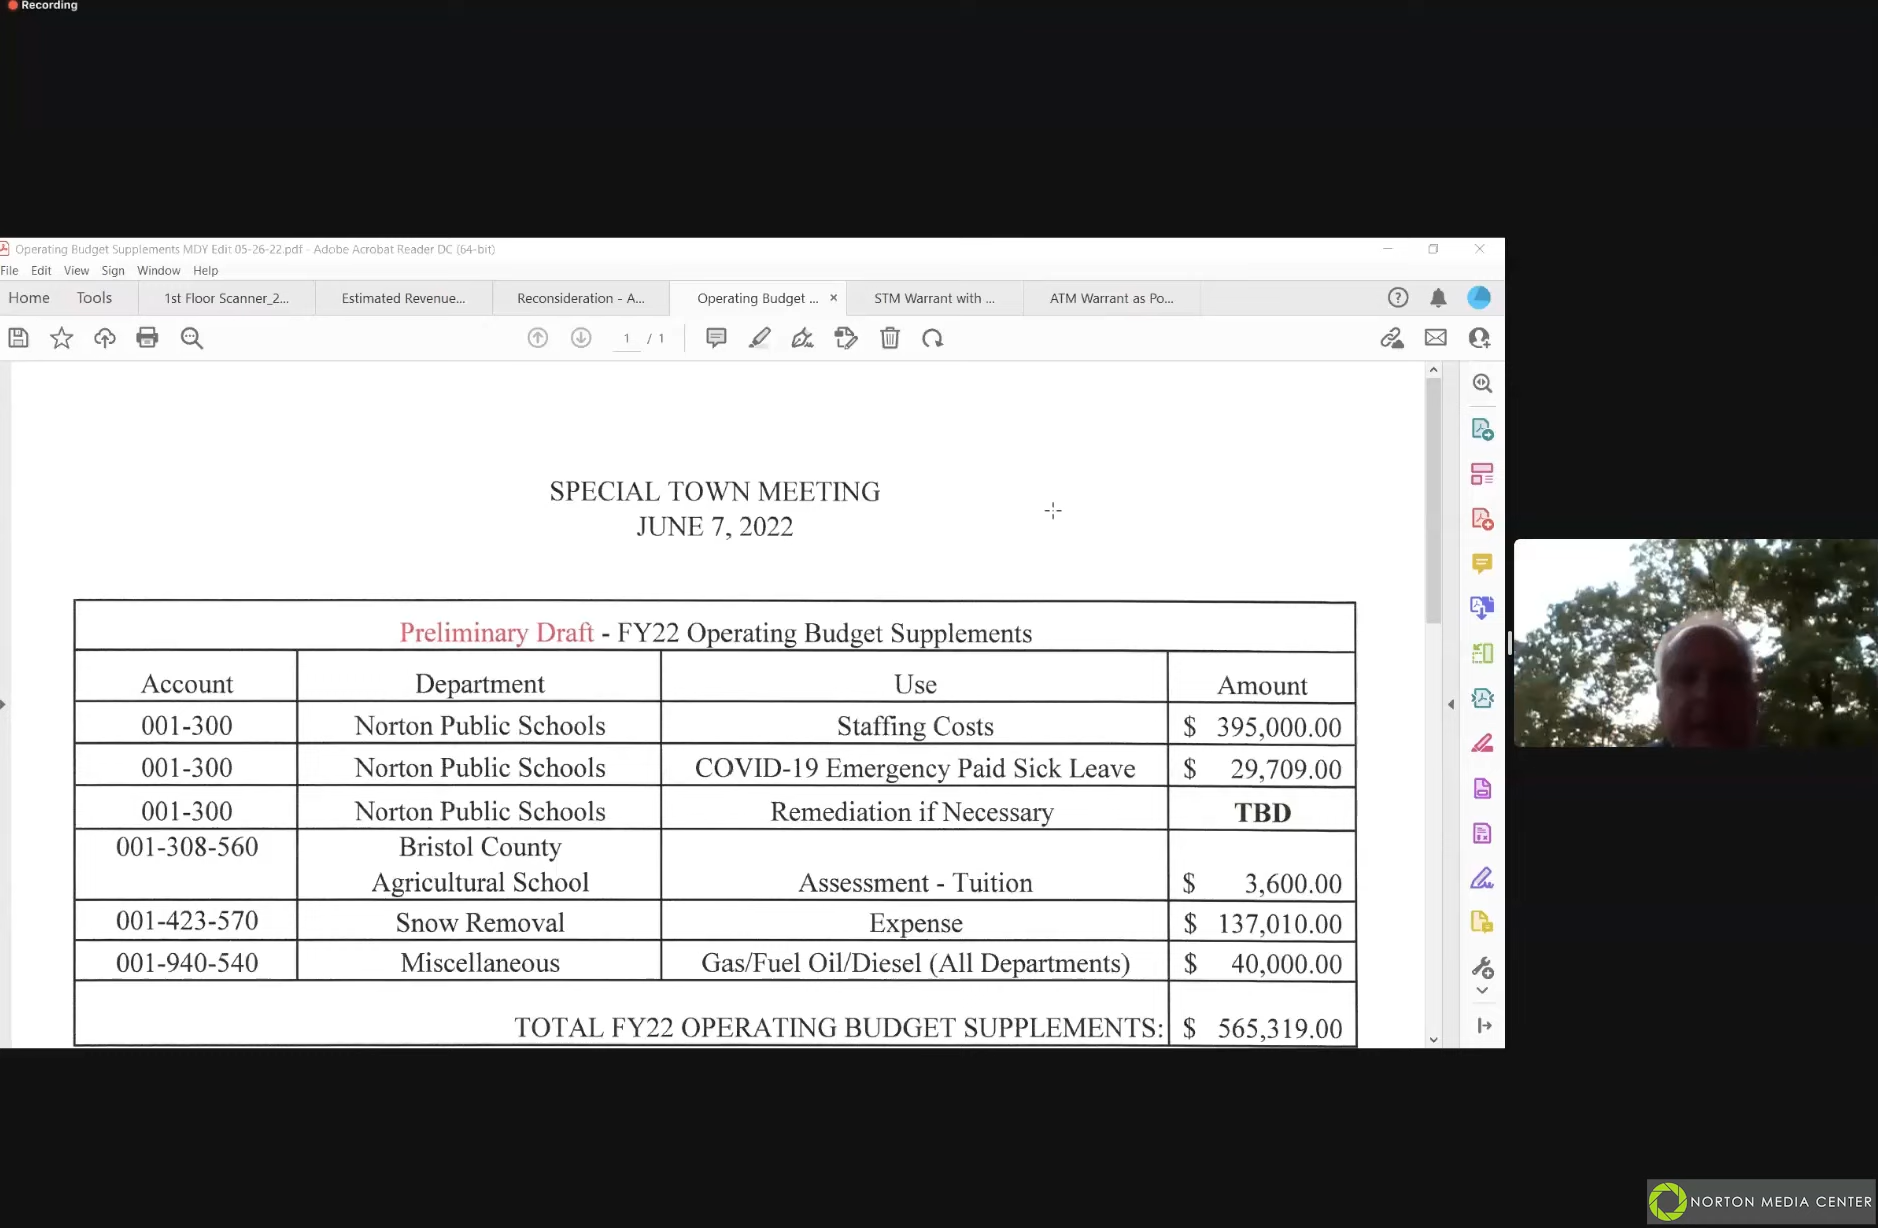 Recording
Operating Budget Supplements MDY Edit 05-26-22.pdf - Adobe Acrobat Reader DC (64-bit)
File Edit View Sign Window Help
Home Tools 1st Floor Scanner_2... Estimated Revenue... Reconsideration - A... Operating Budget ... × STM Warrant with ... ATM Warrant as Po...
1 / 1
SPECIAL TOWN MEETING
JUNE 7, 2022
Preliminary Draft - FY22 Operating Budget Supplements
Account Department Use Amount
001-300 Norton Public Schools Staffing Costs $ 395,000.00
001-300 Norton Public Schools COVID-19 Emergency Paid Sick Leave $ 29,709.00
001-300 Norton Public Schools Remediation if Necessary TBD
001-308-560 Bristol County
Agricultural School Assessment - Tuition $ 3,600.00
001-423-570 Snow Removal Expense $ 137,010.00
001-940-540 Miscellaneous Gas/Fuel Oil/Diesel (All Departments) $ 40,000.00
TOTAL FY22 OPERATING BUDGET SUPPLEMENTS: $ 565,319.00
NORTON MEDIA CENTER